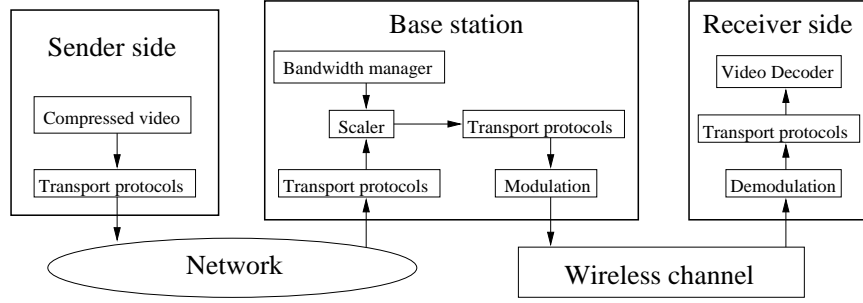 Sender side
Compressed video
Transport protocols
Base station
Bandwidth manager
Scaler
Transport protocols
Transport protocols
Modulation
Receiver side
Video Decoder
Transport protocols
Demodulation
Network
Wireless channel